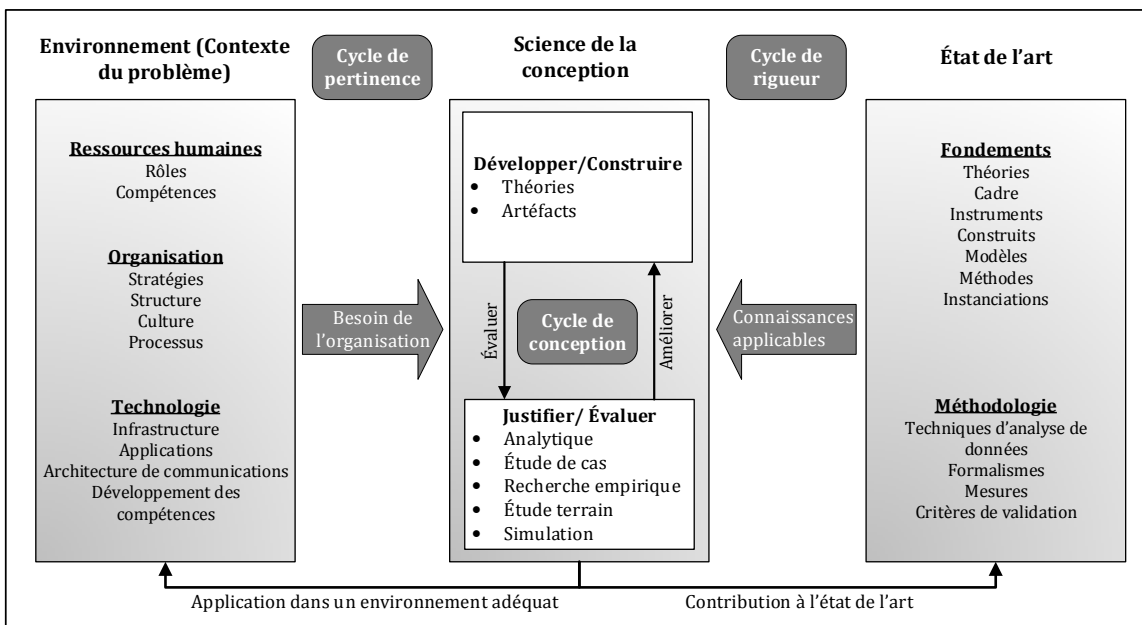 Environnement (Contexte
du problème)
Cycle de
pertinence
Science de la
conception
Cycle de
rigueur
État de l'art
Ressources humaines
Rôles
Compétences
Organisation
Stratégies
Structure
Culture
Processus
Technologie
Infrastructure
Applications
Architecture de communications
Développement des
compétences
Besoin de
l'organisation
Développer/Construire
• Théories
• Artéfacts
Évaluer
Cycle de
conception
Améliorer
Justifier/ Évaluer
• Analytique
• Étude de cas
• Recherche empirique
• Étude terrain
• Simulation
Connaissances
applicables
Fondements
Théories
Cadre
Instruments
Construits
Modèles
Méthodes
Instanciations
Méthodologie
Techniques d'analyse de
données
Formalismes
Mesures
Critères de validation
Application dans un environnement adéquat
Contribution à l'état de l'art